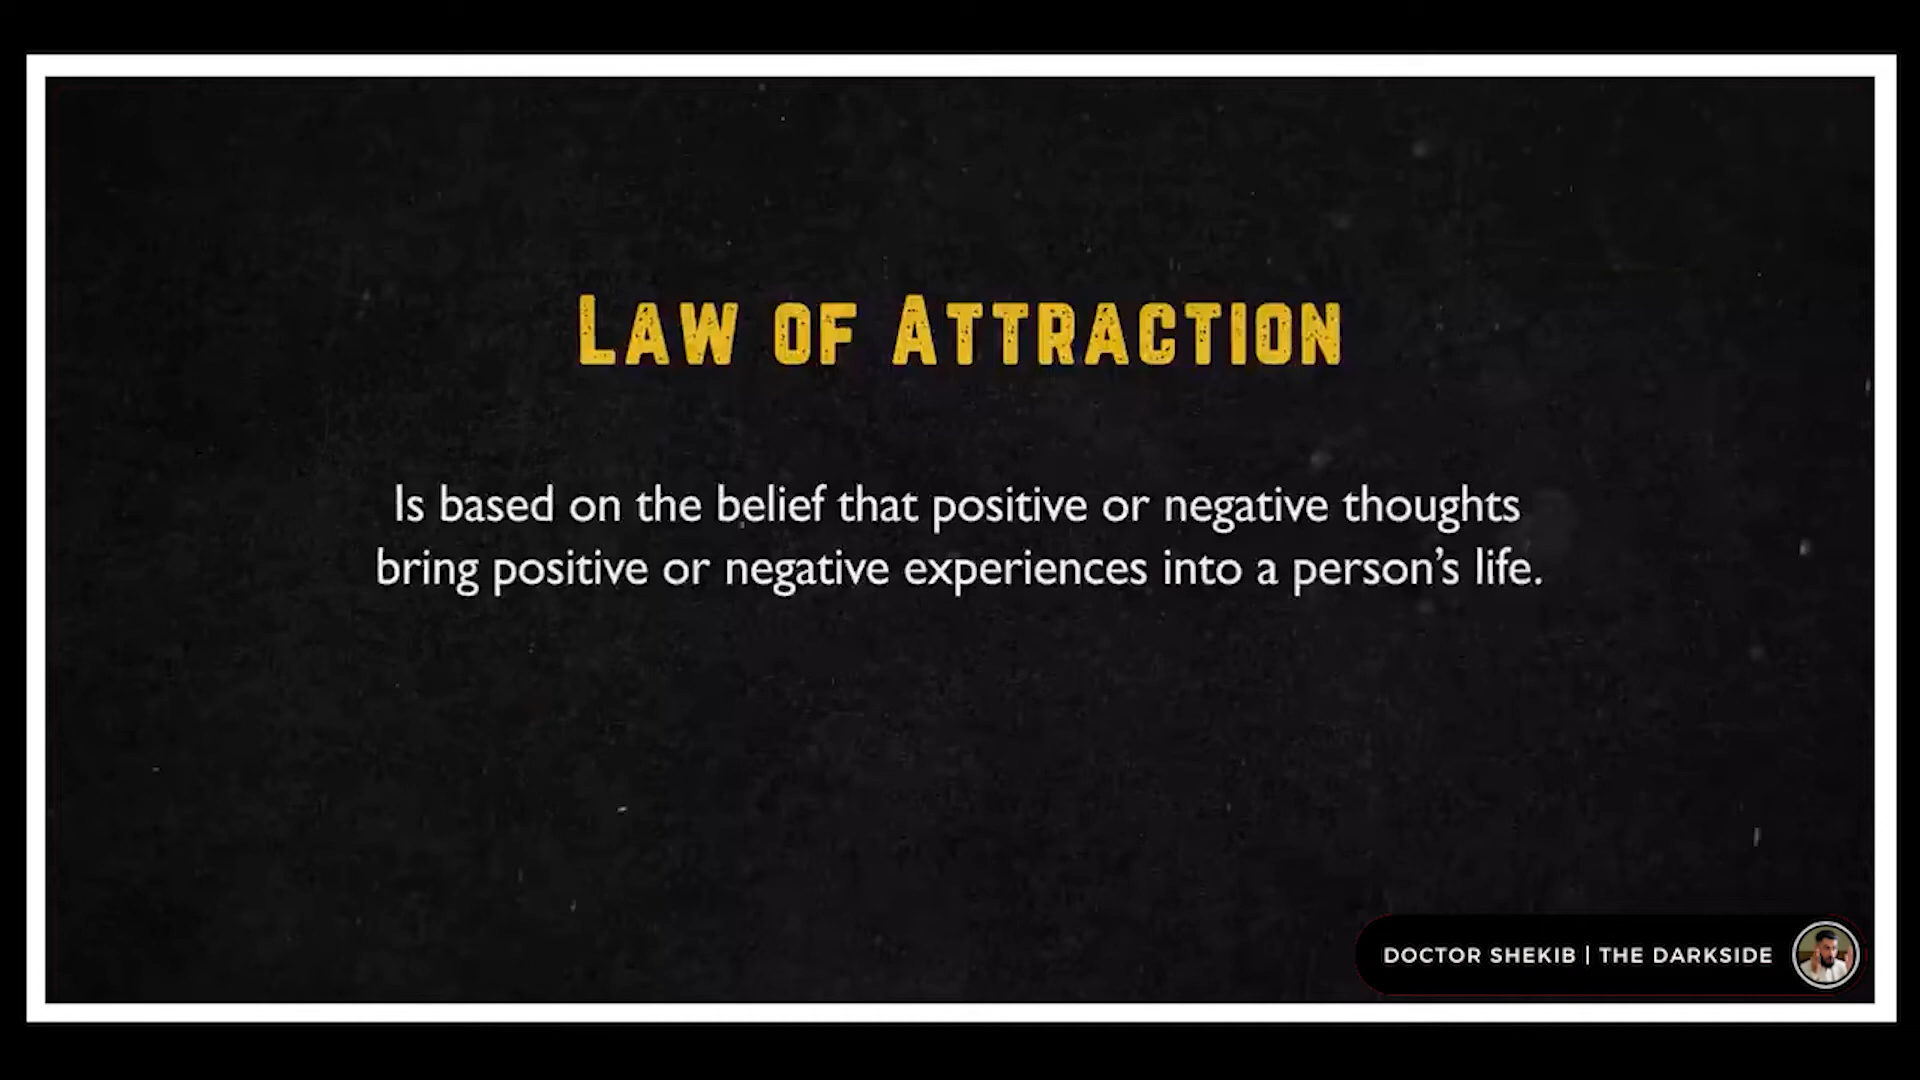 Law of Attraction
Is based on the belief that positive or negative thoughts
bring positive or negative experiences into a person’s life.
DOCTOR SHEKIB | THE DARKSIDE